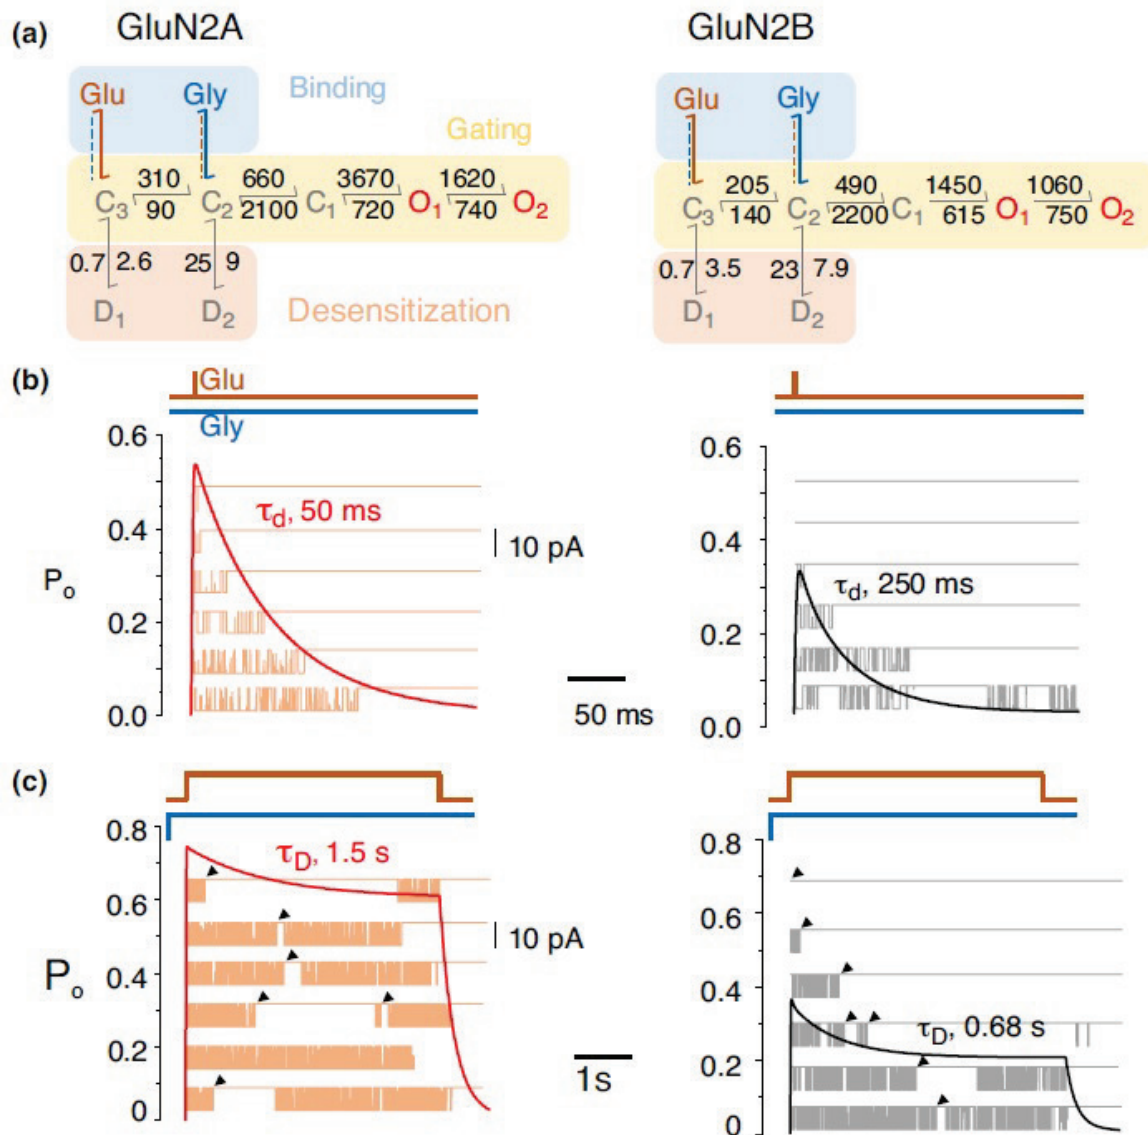 (a) GluN2A GluN2B
Glu Gly Binding Glu Gly
Gating
310 660 3670 1620 205 490 1450 1060
C3 C2 C1 O1 O2 C3 C2 C1 O1 O2
90 2100 720 740 140 2200 615 750
0.7 2.6 25 9 0.7 3.5 23 7.9
D1 D2 Desensitization D1 D2
(b) Glu
Gly
0.6 0.6
τd, 50 ms
0.4 10 pA 0.4
Po τd, 250 ms
0.2 0.2
50 ms
0.0 0.0
(c)
0.8 0.8
τD, 1.5 s
0.6 10 pA 0.6
Po 0.4 0.4
τD, 0.68 s
0.2 0.2
1s
0 0